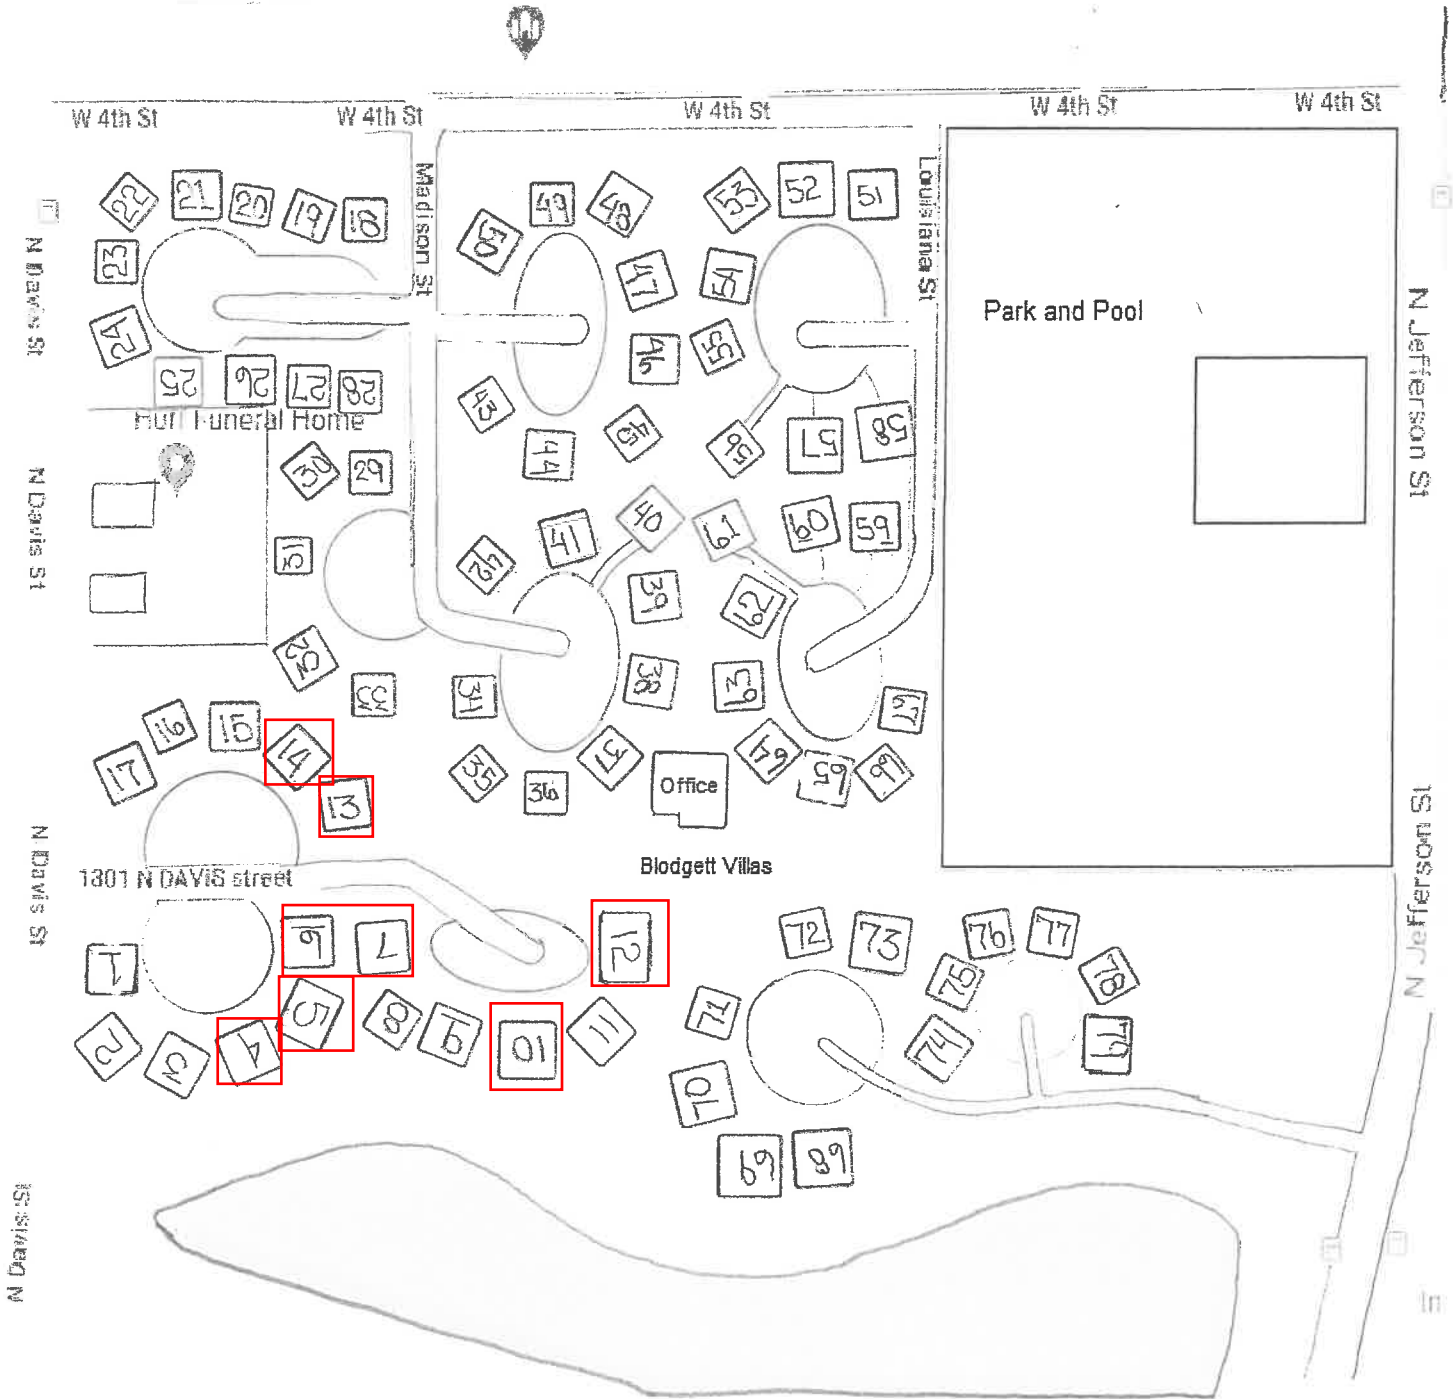 W 4th St W 4th St W 4th St W 4th St W 4th St
22 21 20 19 18
Madison St
50 49 48
53 52 51
Louisiana St
N Davis St
23
47
54
Park and Pool
N Jefferson St
24
46
55
25 26 27 28
43
Huff Funeral Home
44 45
56 57 58
30 29
N Davis St
31
42 41 40
61 60 59
39
62
32 33
34
38
63
67
16 15 14
17
13
35 36 37
Office
64 65 66
N Davis St
N Jefferson St
Blodgett Villas
1301 N DAVIS street
1 6 7
12
72 73
76 77
75 78
2 3 4 5 8 9 10 11
71
74 79
N Jefferson St
70
69 68
N Davis St